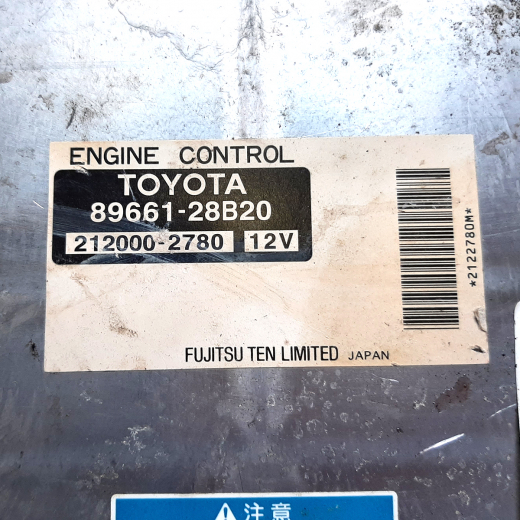 ENGINE CONTROL
TOYOTA
89661-28B20
212000-2780 12V
*2122780M*
FUJITSU TEN LIMITED JAPAN
注意